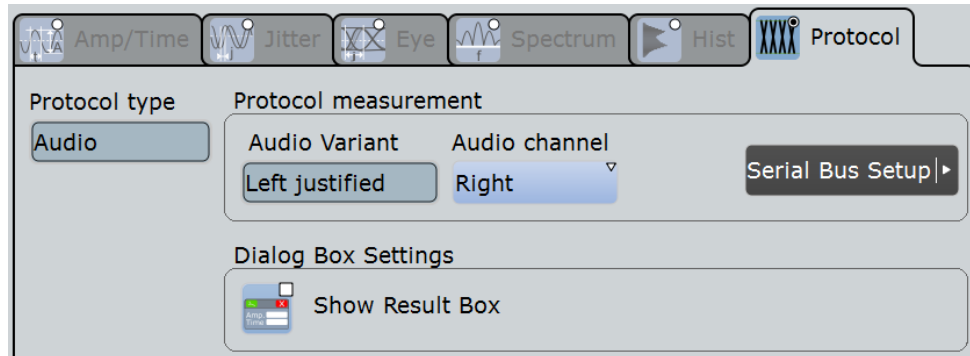 Amp/Time Jitter Eye Spectrum Hist Protocol
Protocol type
Audio
Protocol measurement
Audio Variant Audio channel
Left justified Right Serial Bus Setup
Dialog Box Settings
Show Result Box